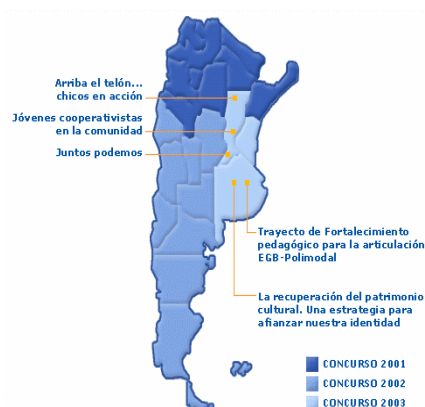 Arriba el telón...
chicos en acción
Jóvenes cooperativistas
en la comunidad
Juntos podemos
Trayecto de Fortalecimiento
pedagógico para la articulación
EGB-Polimodal
La recuperación del patrimonio
cultural. Una estrategia para
afianzar nuestra identidad
CONCURSO 2001
CONCURSO 2002
CONCURSO 2003